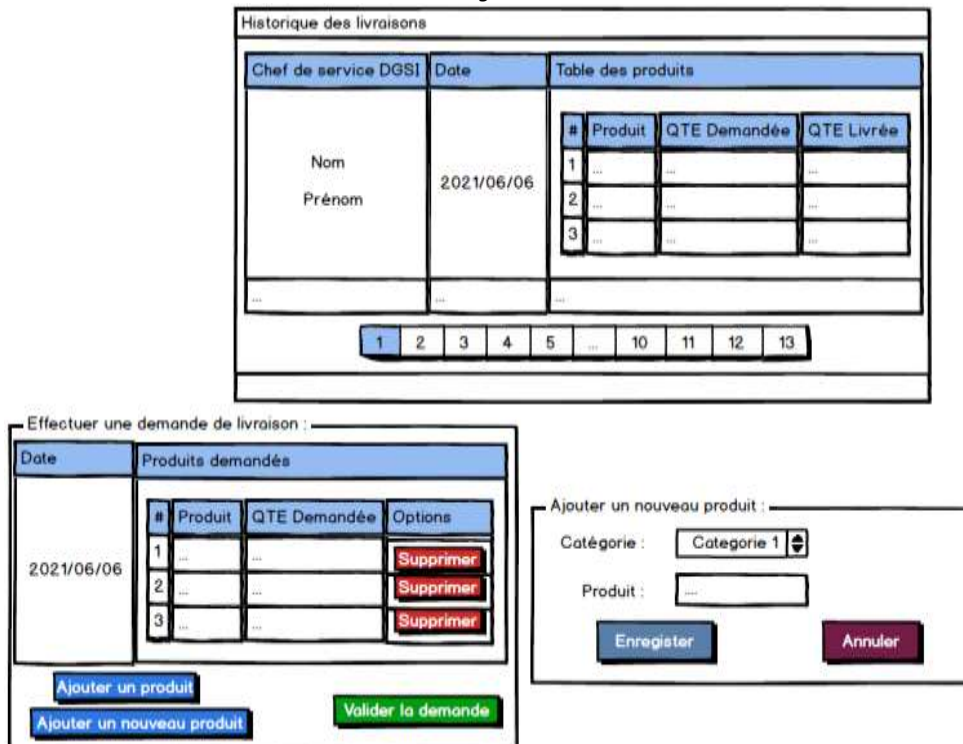 Historique des livraisons
Chef de service DGSI Date Table des produits
# Produit QTE Demandée QTE Livrée
Nom
Prénom
2021/06/06
1 ... ... ...
2 ... ... ...
3 ... ... ...
... ... ...
1 2 3 4 5 ... 10 11 12 13
Effectuer une demande de livraison :
Date Produits demandés
# Produit QTE Demandée Options
2021/06/06
1 ... ... Supprimer
2 ... ... Supprimer
3 ... ... Supprimer
Ajouter un produit
Ajouter un nouveau produit
Valider la demande
Ajouter un nouveau produit :
Catégorie : Categorie 1
Produit : ....
Enregister Annuler